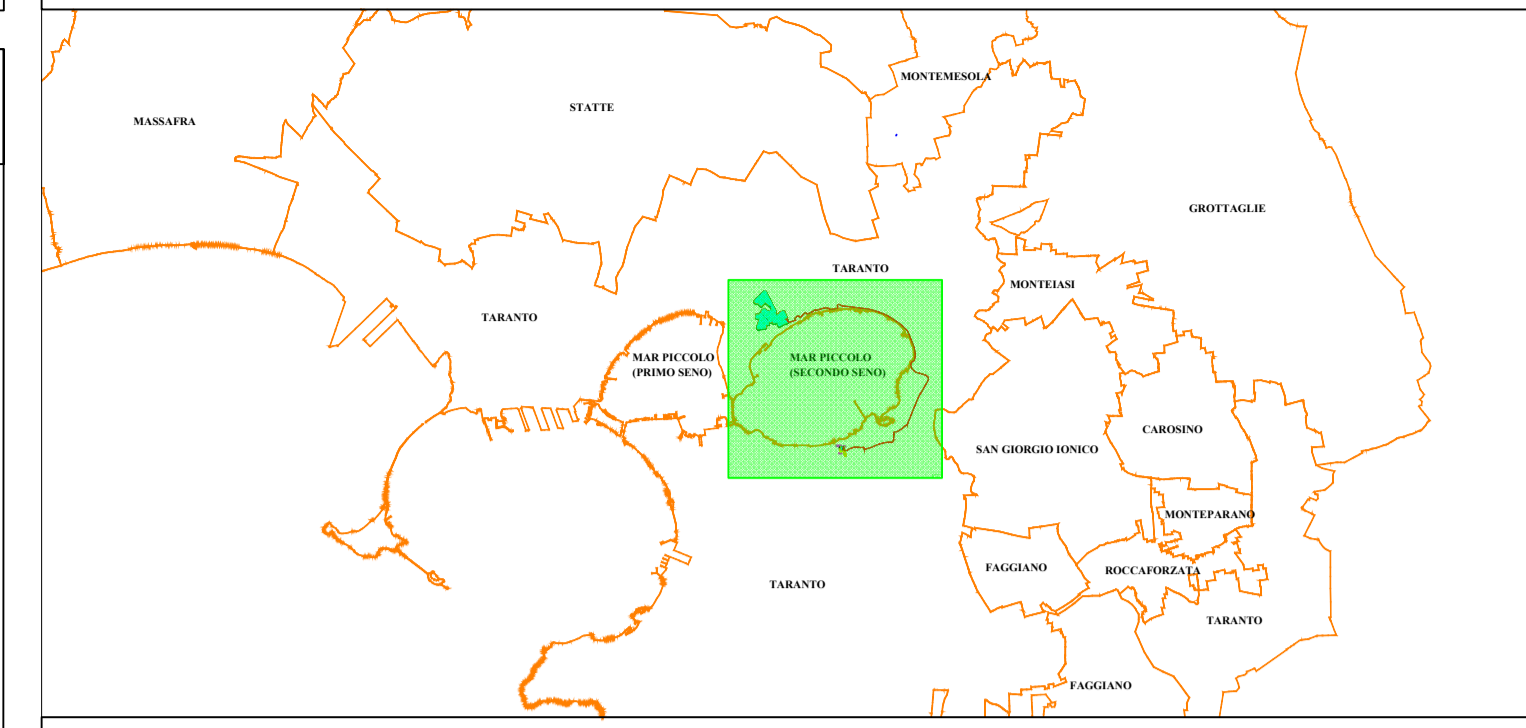 MONTEMESOLA
STATTE
MASSAFRA
GROTTAGLIE
TARANTO
MONTEIASI
TARANTO
MAR PICCOLO
(PRIMO SENO)
MAR PICCOLO
(SECONDO SENO)
CAROSINO
SAN GIORGIO IONICO
MONTEPARANO
FAGGIANO
ROCCAFORZATA
TARANTO
TARANTO
FAGGIANO